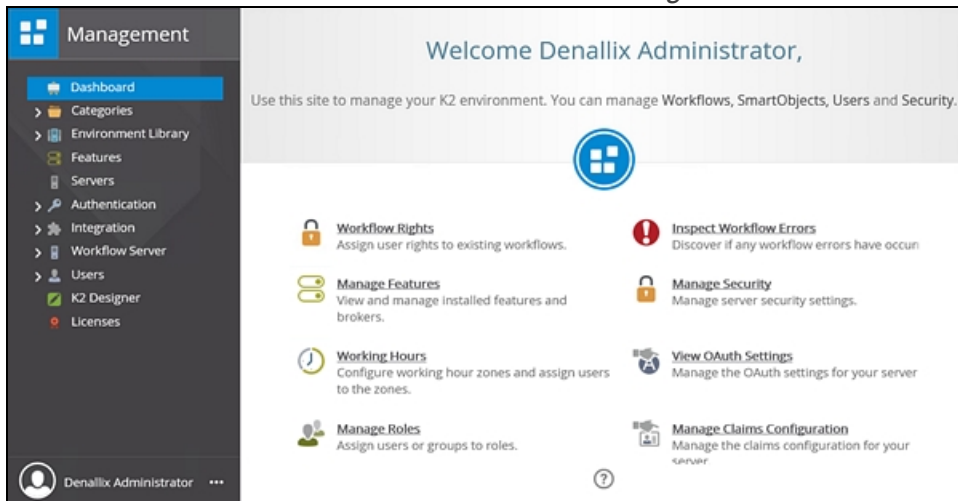 Management
Dashboard
Categories
Environment Library
Features
Servers
Authentication
Integration
Workflow Server
Users
K2 Designer
Licenses
Denallix Administrator
Welcome Denallix Administrator,
Use this site to manage your K2 environment. You can manage Workflows, SmartObjects, Users and Security.
Workflow Rights
Assign user rights to existing workflows.
Inspect Workflow Errors
Discover if any workflow errors have occurr
Manage Features
View and manage installed features and
brokers.
Manage Security
Manage server security settings.
Working Hours
Configure working hour zones and assign users
to the zones.
View OAuth Settings
Manage the OAuth settings for your server
Manage Roles
Assign users or groups to roles.
Manage Claims Configuration
Manage the claims configuration for your
server
?